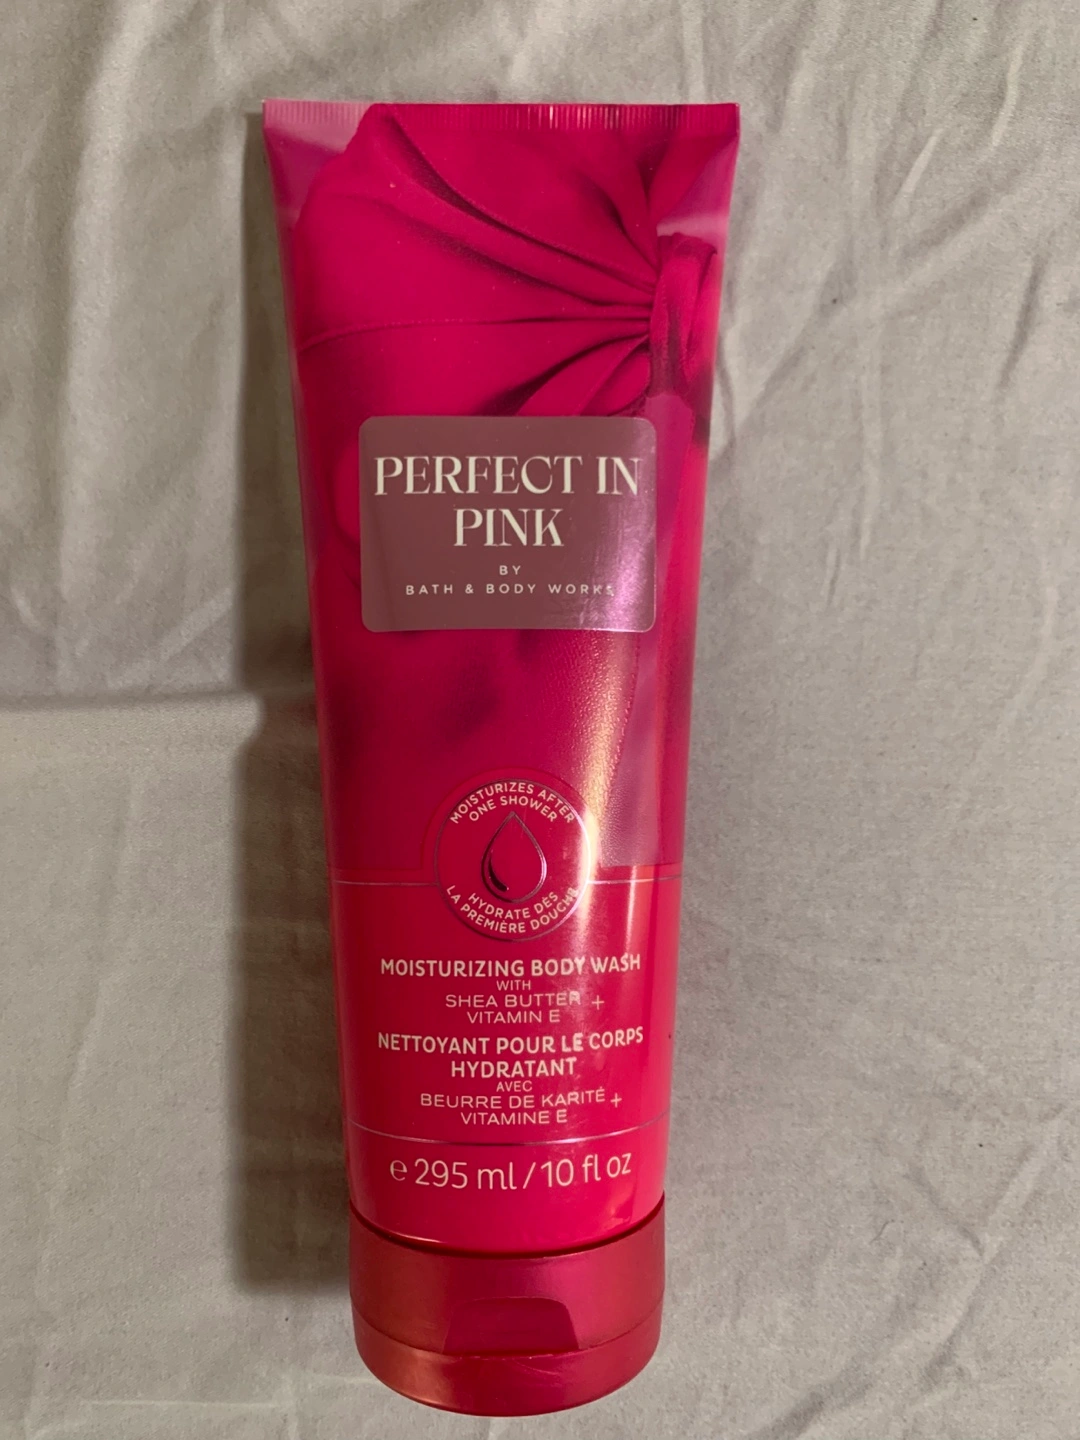 PERFECT IN
PINK
BY
BATH & BODY WORKS
MOISTURIZES AFTER
ONE SHOWER
HYDRATE DÈS
LA PREMIÈRE DOUCHE
MOISTURIZING BODY WASH
WITH
SHEA BUTTER +
VITAMIN E
NETTOYANT POUR LE CORPS
HYDRATANT
AVEC
BEURRE DE KARITÉ +
VITAMINE E
℮ 295 ml / 10 fl oz